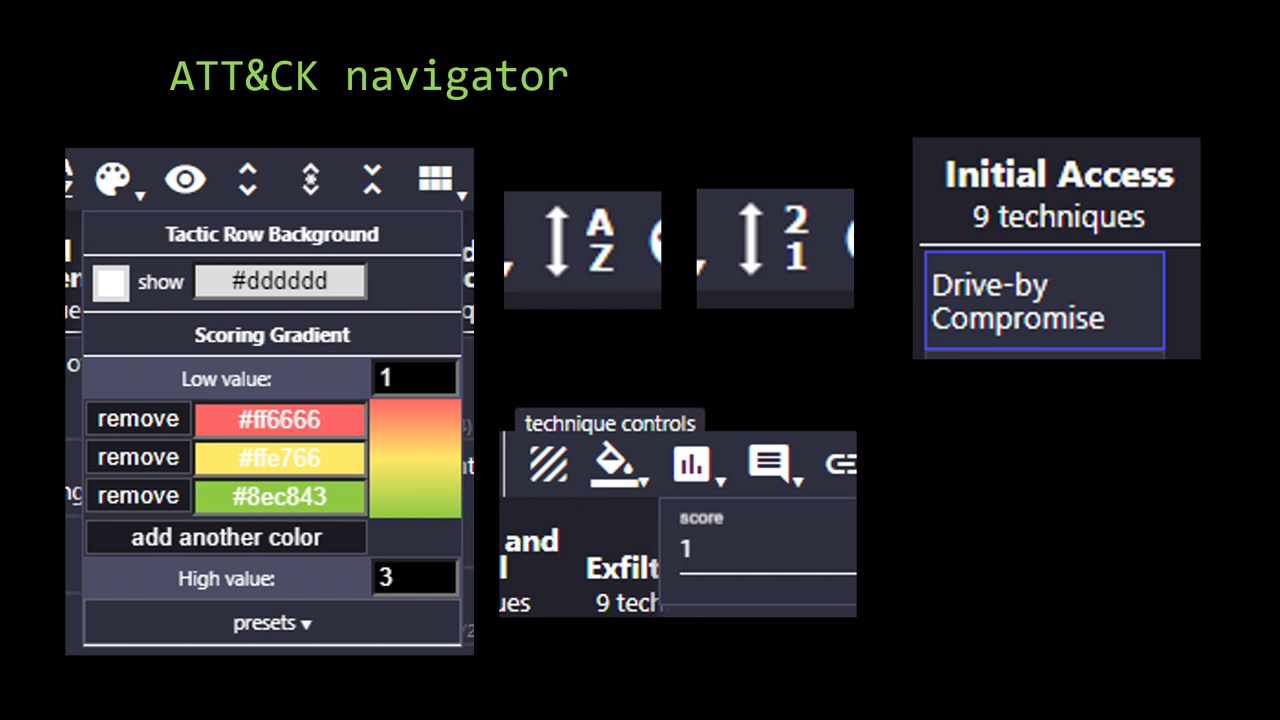 ATT&CK navigator
Tactic Row Background
show #dddddd
Scoring Gradient
Low value: 1
remove #ff6666
remove #ffe766
remove #8ec843
add another color
High value: 3
presets ▾
A
Z
2
1
technique controls
score
1
and
Exfilt
9 tech
Initial Access
9 techniques
Drive-by
Compromise